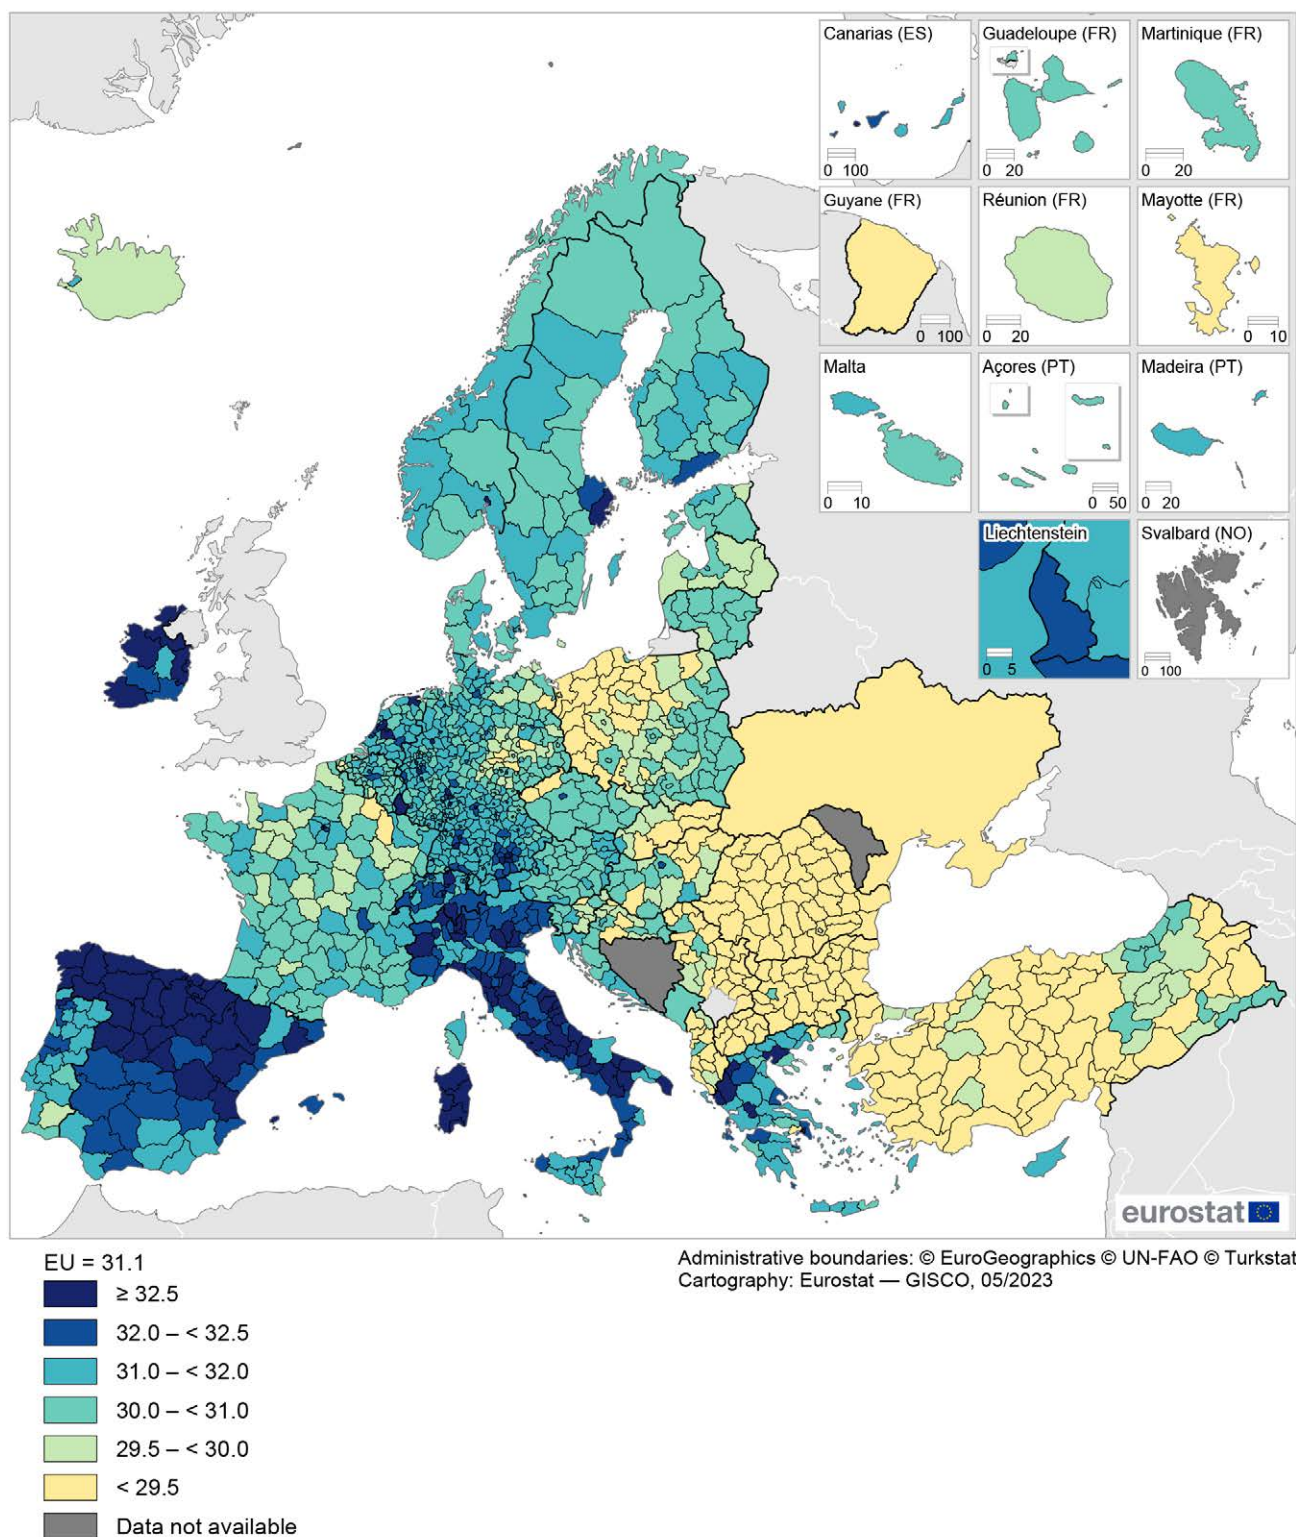 Canarias (ES)
0 100
Guadeloupe (FR)
0 20
Martinique (FR)
0 20
Guyane (FR)
0 100
Réunion (FR)
0 20
Mayotte (FR)
0 10
Malta
0 10
Açores (PT)
0 50
Madeira (PT)
0 20
Liechtenstein
0 5
Svalbard (NO)
0 100
eurostat
EU = 31.1
≥ 32.5
32.0 – < 32.5
31.0 – < 32.0
30.0 – < 31.0
29.5 – < 30.0
< 29.5
Data not available
Administrative boundaries: © EuroGeographics © UN-FAO © Turkstat
Cartography: Eurostat — GISCO, 05/2023